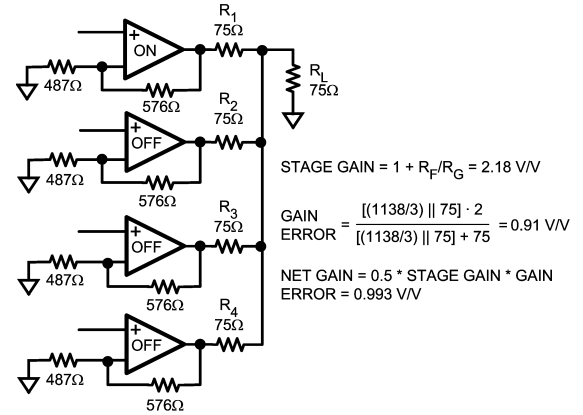 R1
75Ω
+
ON
487Ω
576Ω
RL
75Ω
R2
75Ω
+
OFF
487Ω
576Ω
STAGE GAIN = 1 + RF/RG = 2.18 V/V
R3
75Ω
+
OFF
487Ω
576Ω
GAIN ERROR = [(1138/3) || 75] · 2 / [(1138/3) || 75] + 75 = 0.91 V/V
NET GAIN = 0.5 * STAGE GAIN * GAIN
ERROR = 0.993 V/V
R4
75Ω
+
OFF
487Ω
576Ω